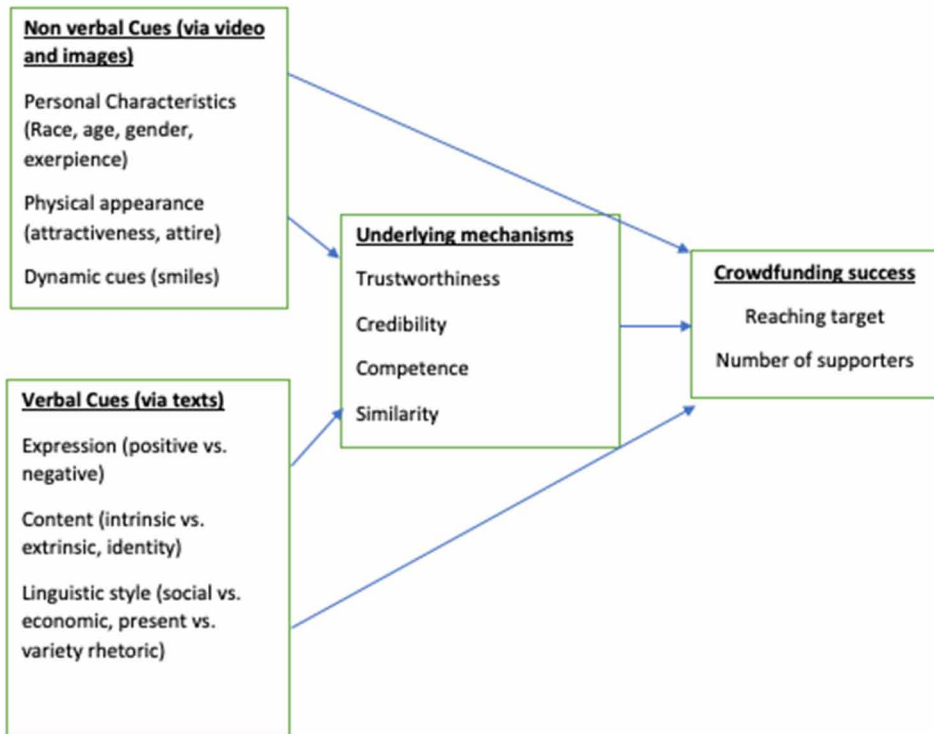 Non verbal Cues (via video
and images)
Personal Characteristics
(Race, age, gender,
exerpience)
Physical appearance
(attractiveness, attire)
Dynamic cues (smiles)
Verbal Cues (via texts)
Expression (positive vs.
negative)
Content (intrinsic vs.
extrinsic, identity)
Linguistic style (social vs.
economic, present vs.
variety rhetoric)
Underlying mechanisms
Trustworthiness
Credibility
Competence
Similarity
Crowdfunding success
Reaching target
Number of supporters